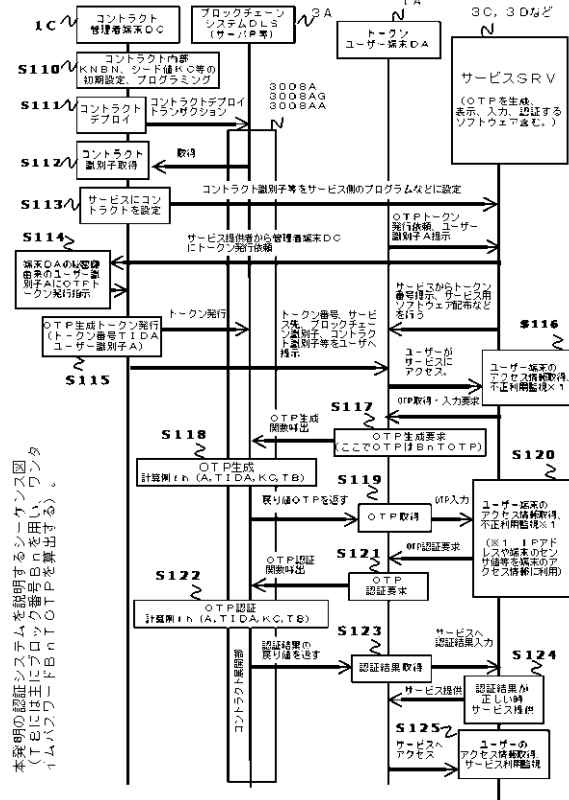 1C
コントラクト
管理者端末DC
ブロックチェーン
システムDLS
(サーバP等)
3A
1A
トークン
ユーザー端末DA
3C, 3Dなど
サービスSRV
(OTPを生成、
表示、入力、認証する
ソフトウェア含む。)
S110
コントラクト内部
KNBN、シード値KC等の
初期設定、プログラミング
S111
コントラクト
デプロイ
コントラクトデプロイ
トランザクション
3008A
3008AG
3008AA
S112
コントラクト
識別子取得
取得
S113
サービスにコント
ラクトを設定
コントラクト識別子等をサービス側のプログラムなどに設定
OTPトークン
発行依頼、ユーザー
識別子A提示
S114
サービス提供者から管理者端末DC
にトークン発行依頼
端末DAの秘密鍵
由来のユーザー識
別子AにOTPト
ークン発行指示
サービスからトークン
番号提示、サービス用
ソフトウェア配布など
を行う
OTP生成トークン発行
(トークン番号TIDA
ユーザー識別子A)
トークン発行
トークン番号、サービ
ス先、ブロックチェー
ン識別子、コントラク
ト識別子等をユーザへ
提示
S115
S116
ユーザーが
サービスに
アクセス。
ユーザー端末の
アクセス情報取得、
不正利用監視※1
OTP取得・入力要求
S117
OTP生成
関数呼出
OTP生成要求
(ここでOTPはBnTOTP)
S118
OTP生成
計算例fh(A,TIDA,KC,TB)
S119
S120
戻り値OTPを返す
OTP取得
OTP入力
ユーザー端末の
アクセス情報取得、
不正利用監視※1
(※1 IPアド
レスや端末のセン
サ値等を端末のア
クセス情報に利用)
OTP認証要求
S121
OTP認証
関数呼出
OTP
認証要求
S122
OTP認証
計算例fh(A,TIDA,KC,TB)
S123
認証結果の
戻り値を返す
認証結果取得
サービスへ
認証結果入力
S124
サービス提供
認証結果が
正しい時
サービス提供
S125
サービスへ
アクセス
ユーザーの
アクセス情報取得、
サービス利用監視
コントラクト展開部
本発明の認証システムを説明するシーケンス図
(TBには主にブロック番号Bnを用い、ワンタ
イムパスワードBnTOTPを算出する)。